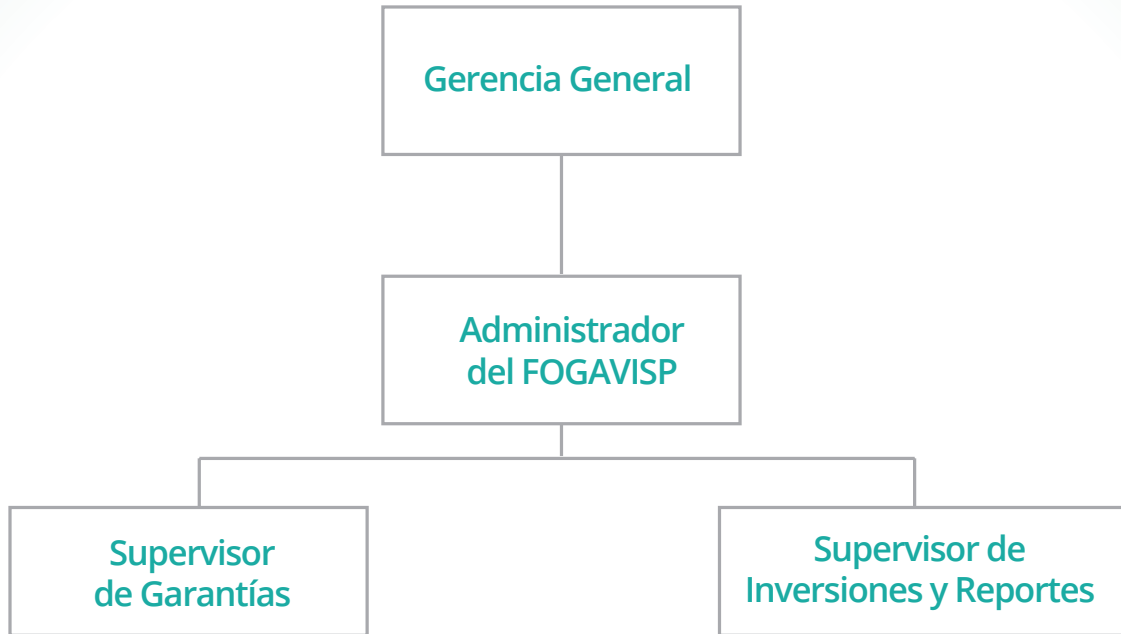 Gerencia General
Administrador
del FOGAVISP
Supervisor
de Garantías
Supervisor de
Inversiones y Reportes